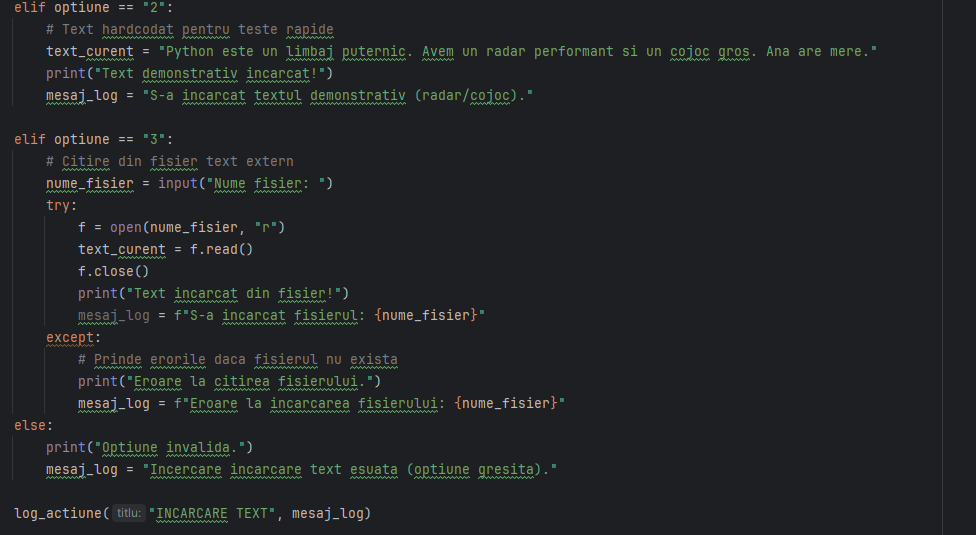 elif optiune == "2":
    # Text hardcodat pentru teste rapide
    text_curent = "Python este un limbaj puternic. Avem un radar performant si un cojoc gros. Ana are mere."
    print("Text demonstrativ incarcat!")
    mesaj_log = "S-a incarcat textul demonstrativ (radar/cojoc)."

elif optiune == "3":
    # Citire din fisier text extern
    nume_fisier = input("Nume fisier: ")
    try:
        f = open(nume_fisier, "r")
        text_curent = f.read()
        f.close()
        print("Text incarcat din fisier!")
        mesaj_log = f"S-a incarcat fisierul: {nume_fisier}"
    except:
        # Prinde erorile daca fisierul nu exista
        print("Eroare la citirea fisierului.")
        mesaj_log = f"Eroare la incarcarea fisierului: {nume_fisier}"
else:
    print("Optiune invalida.")
    mesaj_log = "Incercare incarcare text esuata (optiune gresita)."

log_actiune( titlu: "INCARCARE TEXT", mesaj_log)